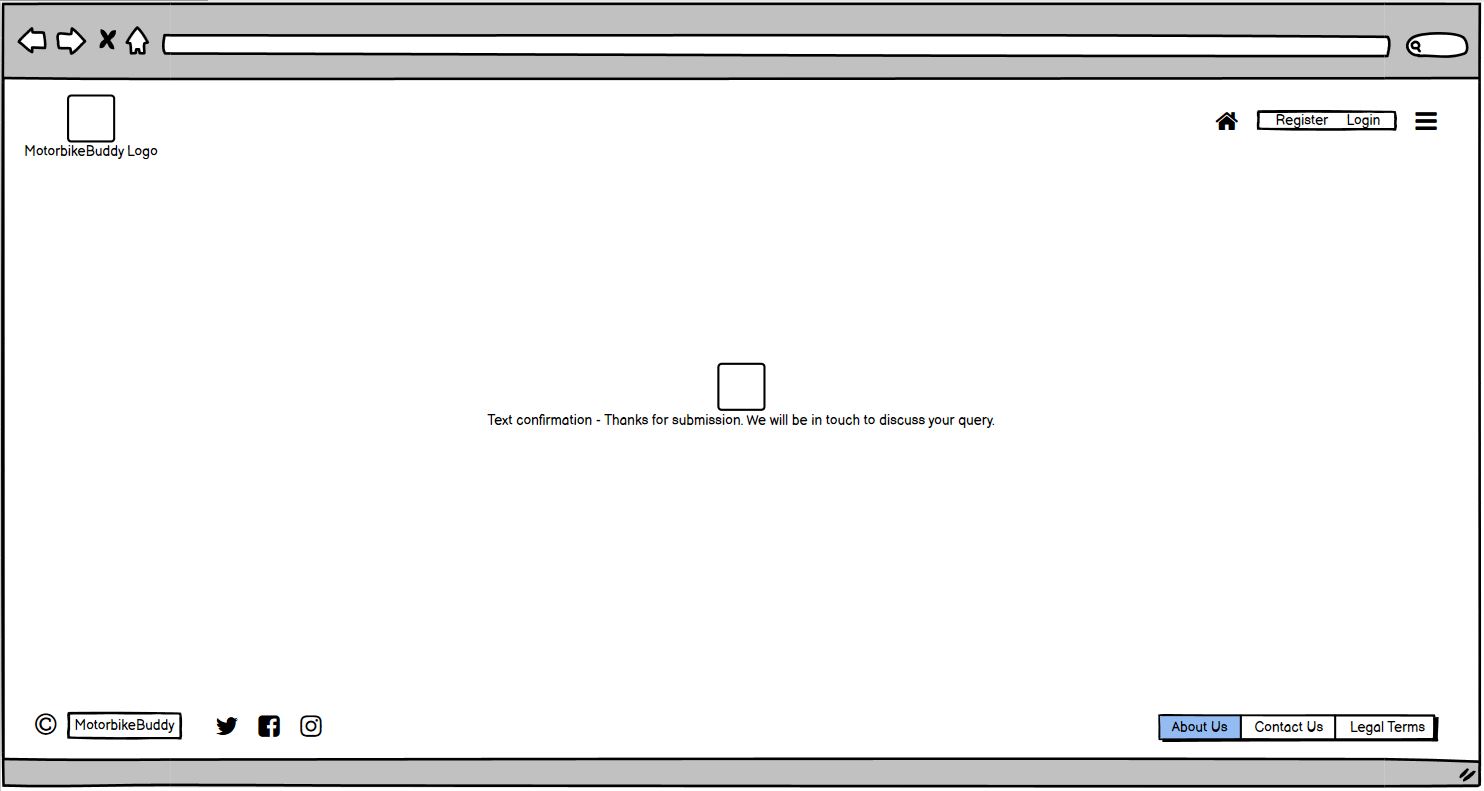 Register Login
MotorbikeBuddy Logo
Text confirmation - Thanks for submission. We will be in touch to discuss your query.
© MotorbikeBuddy
About Us Contact Us Legal Terms